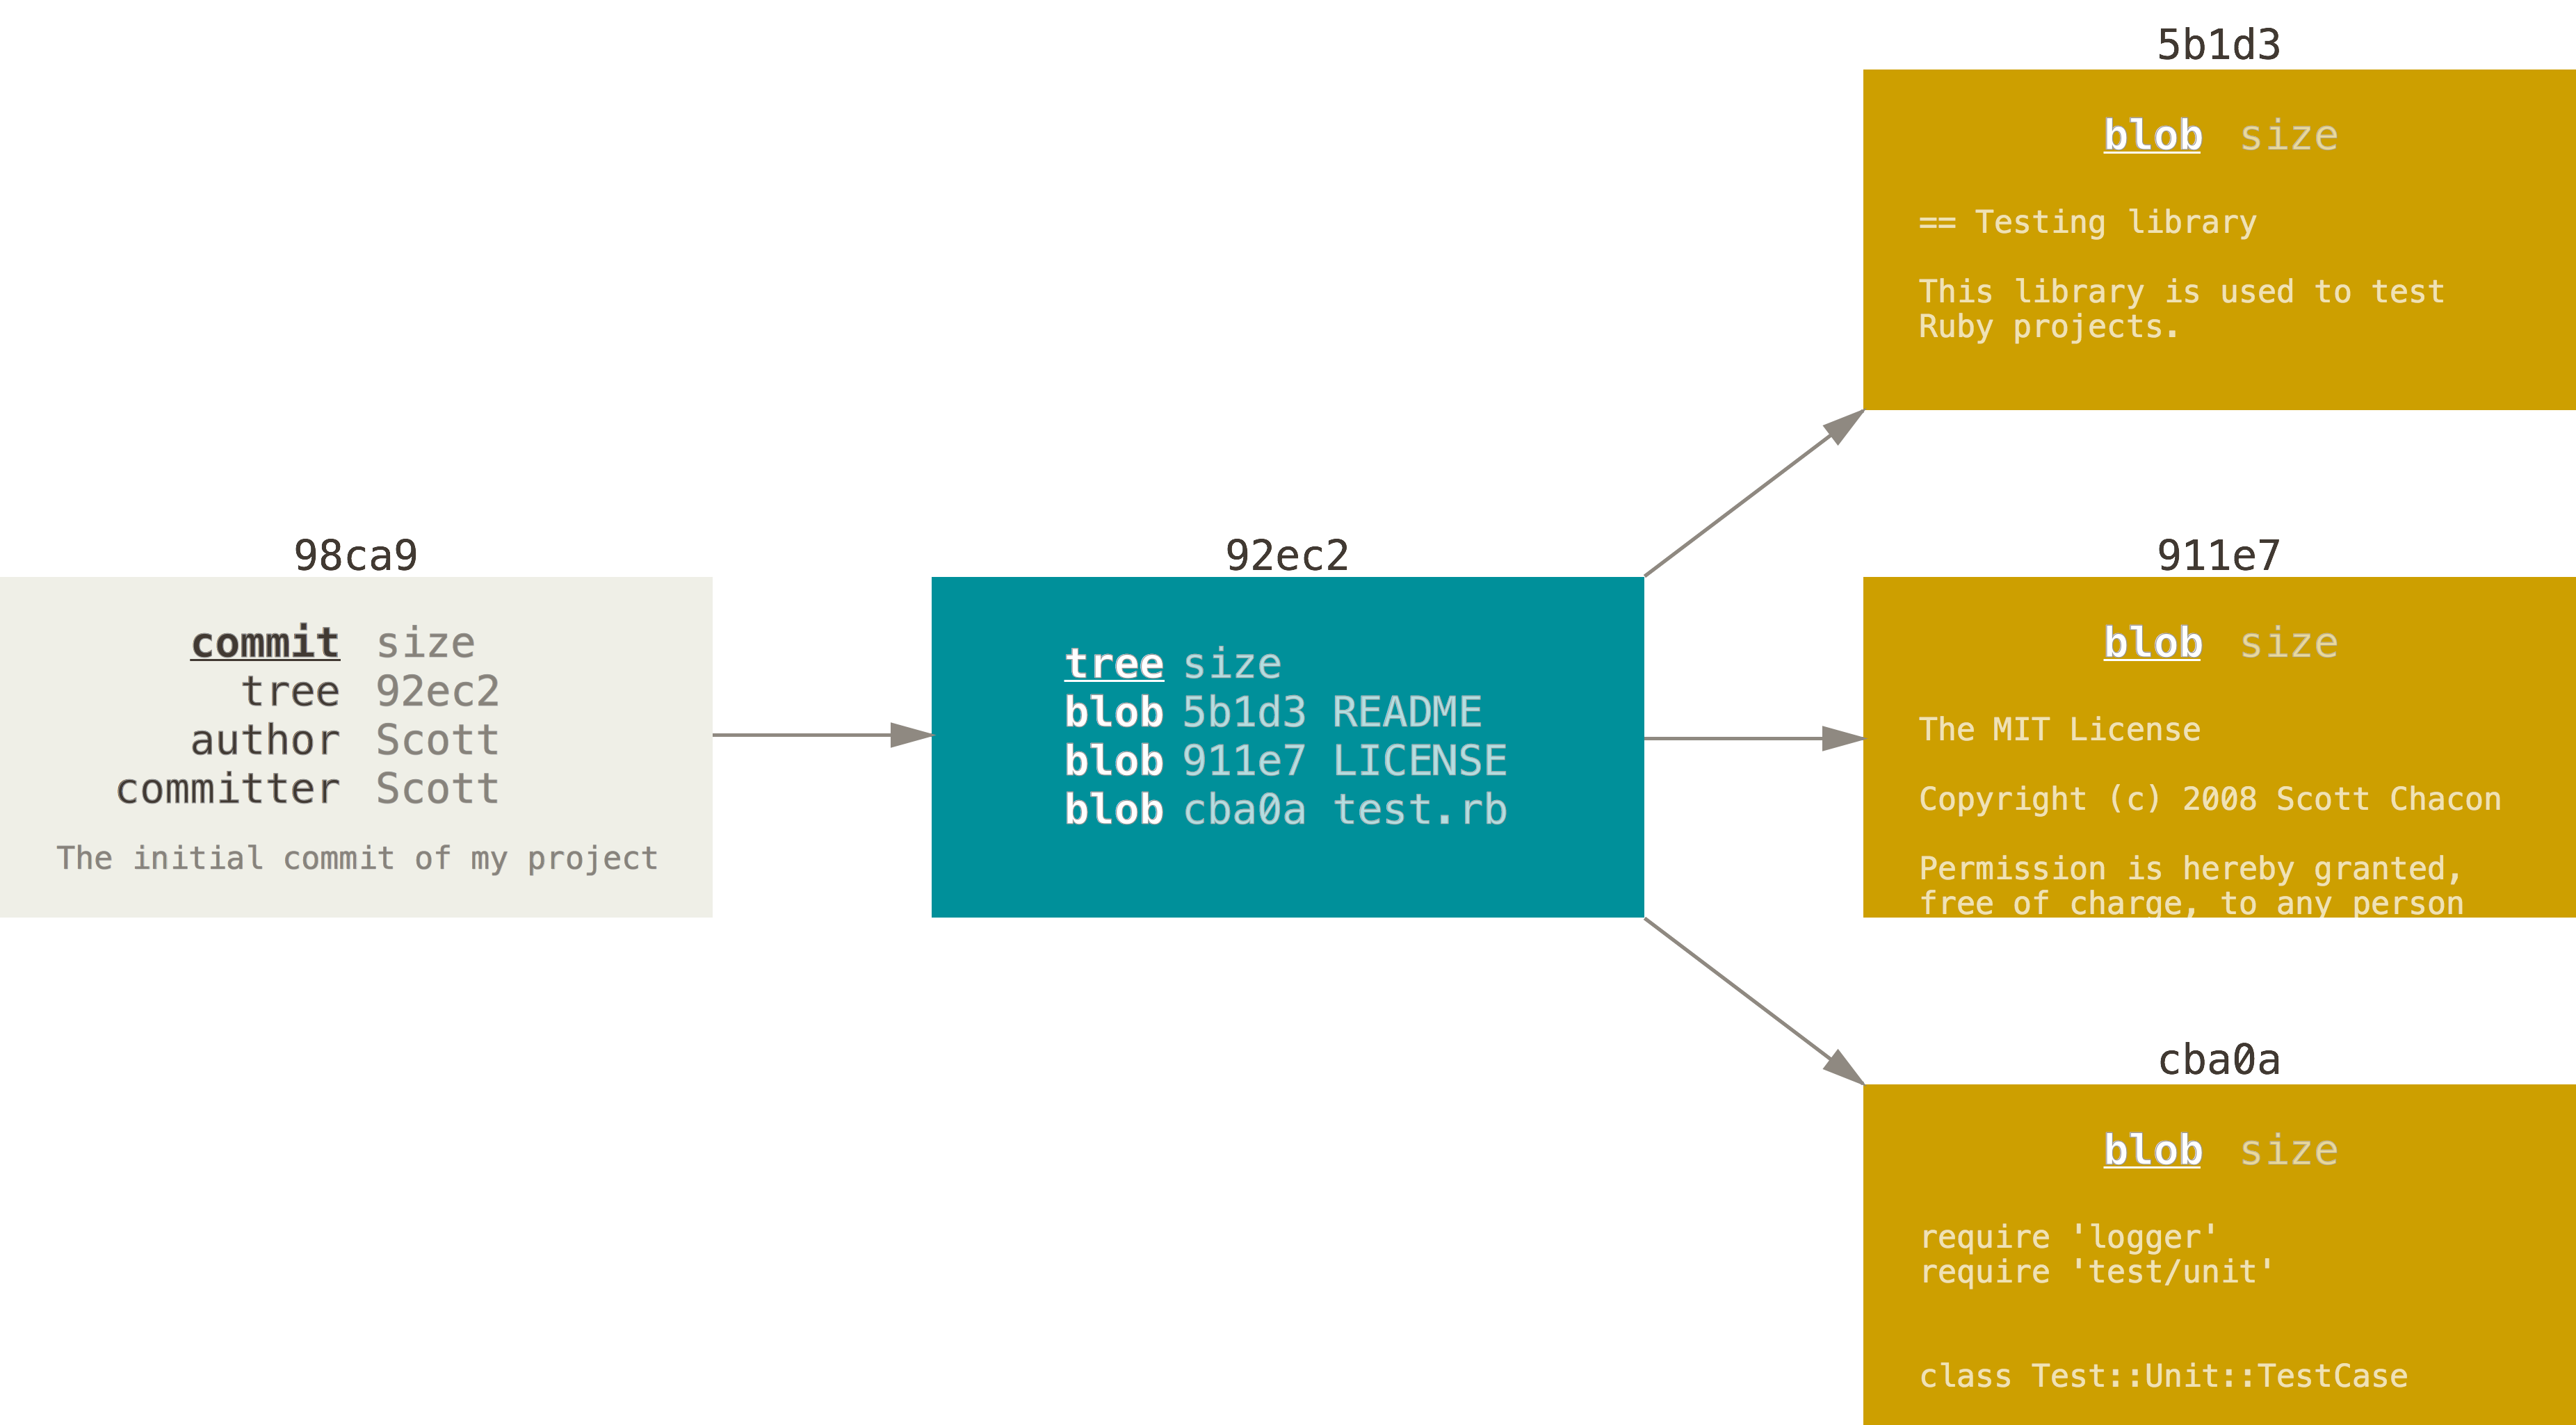 98ca9
commit size
tree 92ec2
author Scott
committer Scott
The initial commit of my project
92ec2
tree size
blob 5b1d3 README
blob 911e7 LICENSE
blob cba0a test.rb
5b1d3
blob size
== Testing library
This library is used to test
Ruby projects.
911e7
blob size
The MIT License
Copyright (c) 2008 Scott Chacon
Permission is hereby granted,
free of charge, to any person
cba0a
blob size
require 'logger'
require 'test/unit'
class Test::Unit::TestCase